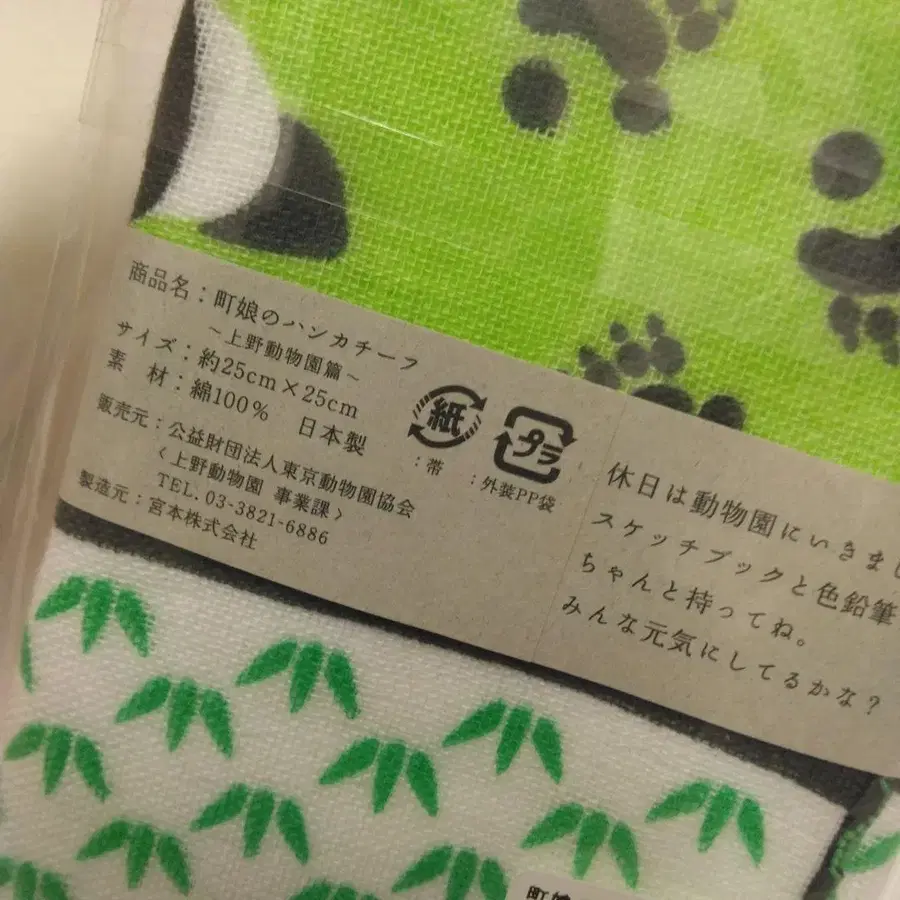 商品名：町娘のハンカチーフ
～上野動物園篇～
サイズ：約25cm×25cm
素　材：綿100%　日本製
販売元：公益財団法人東京動物園協会
〈上野動物園 事業課〉
TEL. 03-3821-6886
製造元：宮本株式会社
紙
：帯
プラ
：外装PP袋
休日は動物園にいきまし
スケッチブックと色鉛筆
ちゃんと持ってね。
みんな元気にしてるかな？
町娘